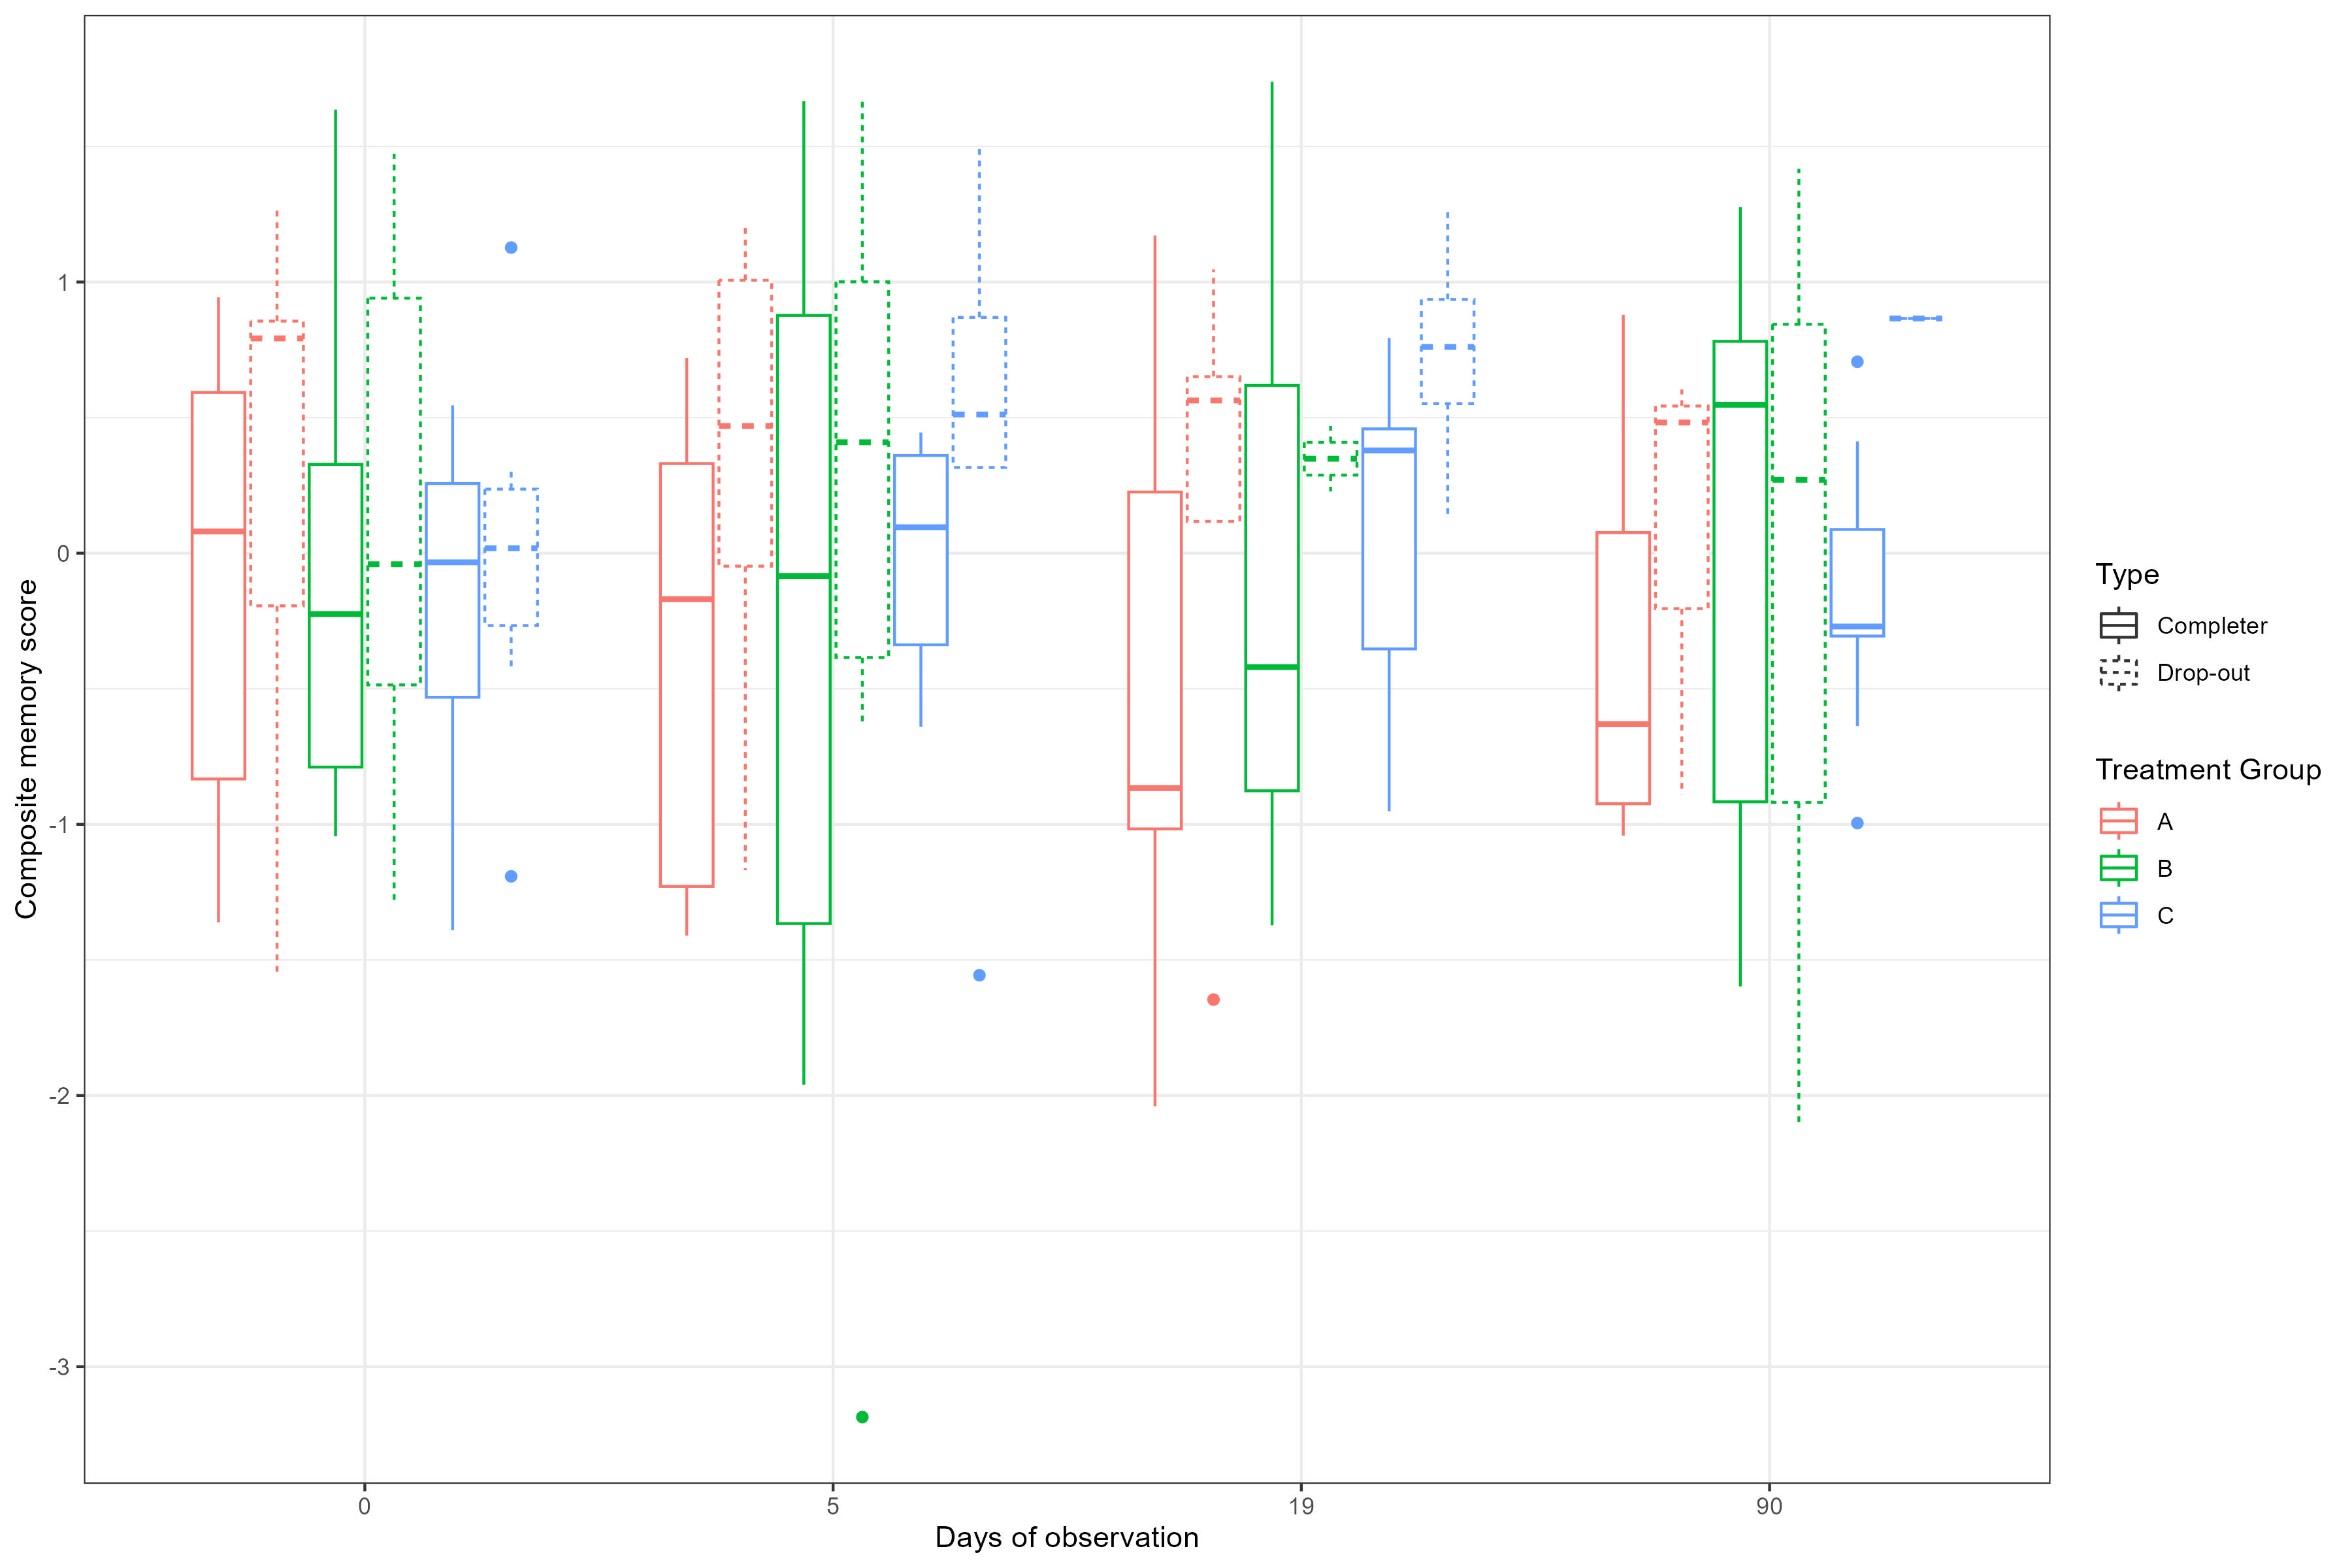 Composite memory score
1
0
-1
-2
-3
0
5
19
90
Days of observation
Type
Completer
Drop-out
Treatment Group
A
B
C